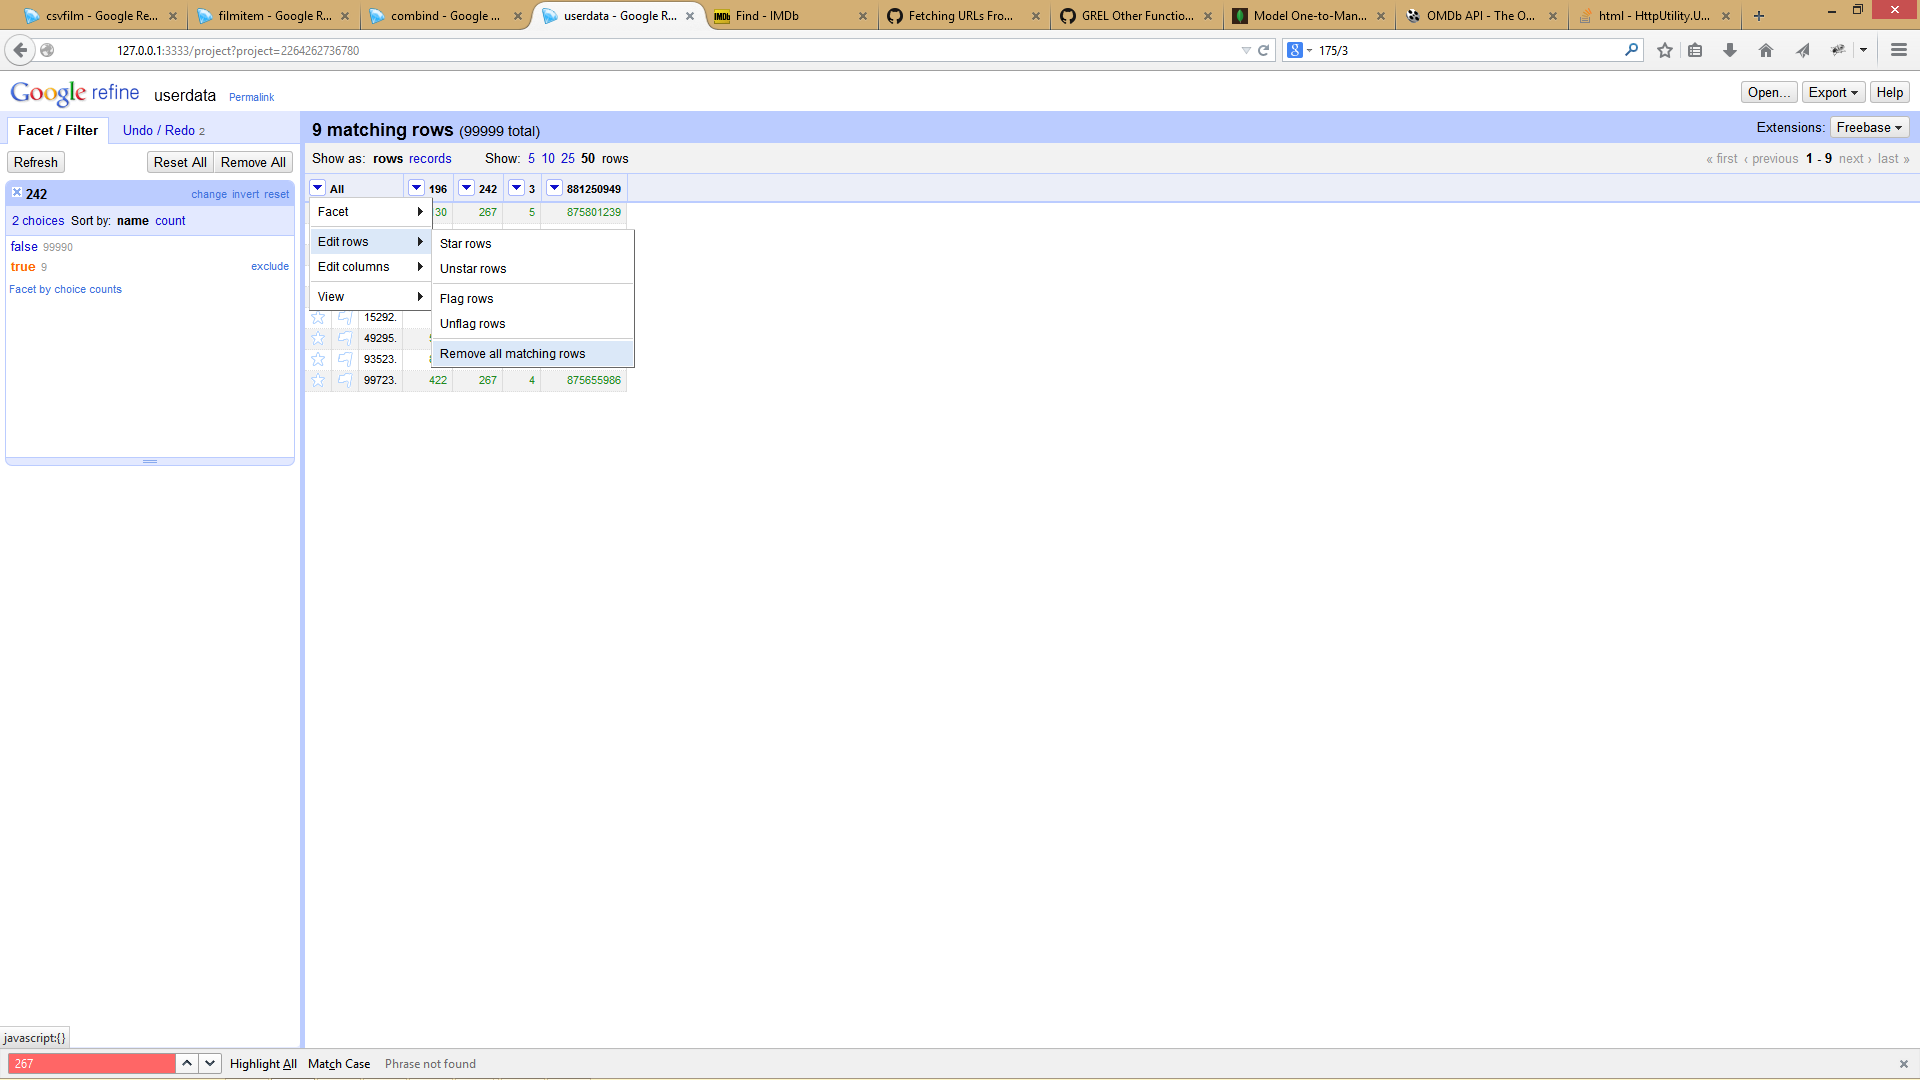 csvfilm - Google Re... filmitem - Google R... combind - Google ... userdata - Google R... Find - IMDb Fetching URLs Fro... GREL Other Functio... Model One-to-Man... OMDb API - The O... html - HttpUtility.U...
127.0.0.1:3333/project?project=2264262736780 175/3
Google refine userdata Permalink Open... Export Help
Facet / Filter Undo / Redo 2 9 matching rows (99999 total) Extensions: Freebase
Refresh Reset All Remove All Show as: rows records Show: 5 10 25 50 rows « first ‹ previous 1 - 9 next › last »
242 change invert reset All 196 242 3 881250949
2 choices Sort by: name count Facet 30 267 5 875801239
false 99990 Edit rows Star rows
true 9 exclude Edit columns Unstar rows
Facet by choice counts View Flag rows
15292. Unflag rows
49295.
93523. Remove all matching rows
99723. 422 267 4 875655986
javascript:{}
267 Highlight All Match Case Phrase not found